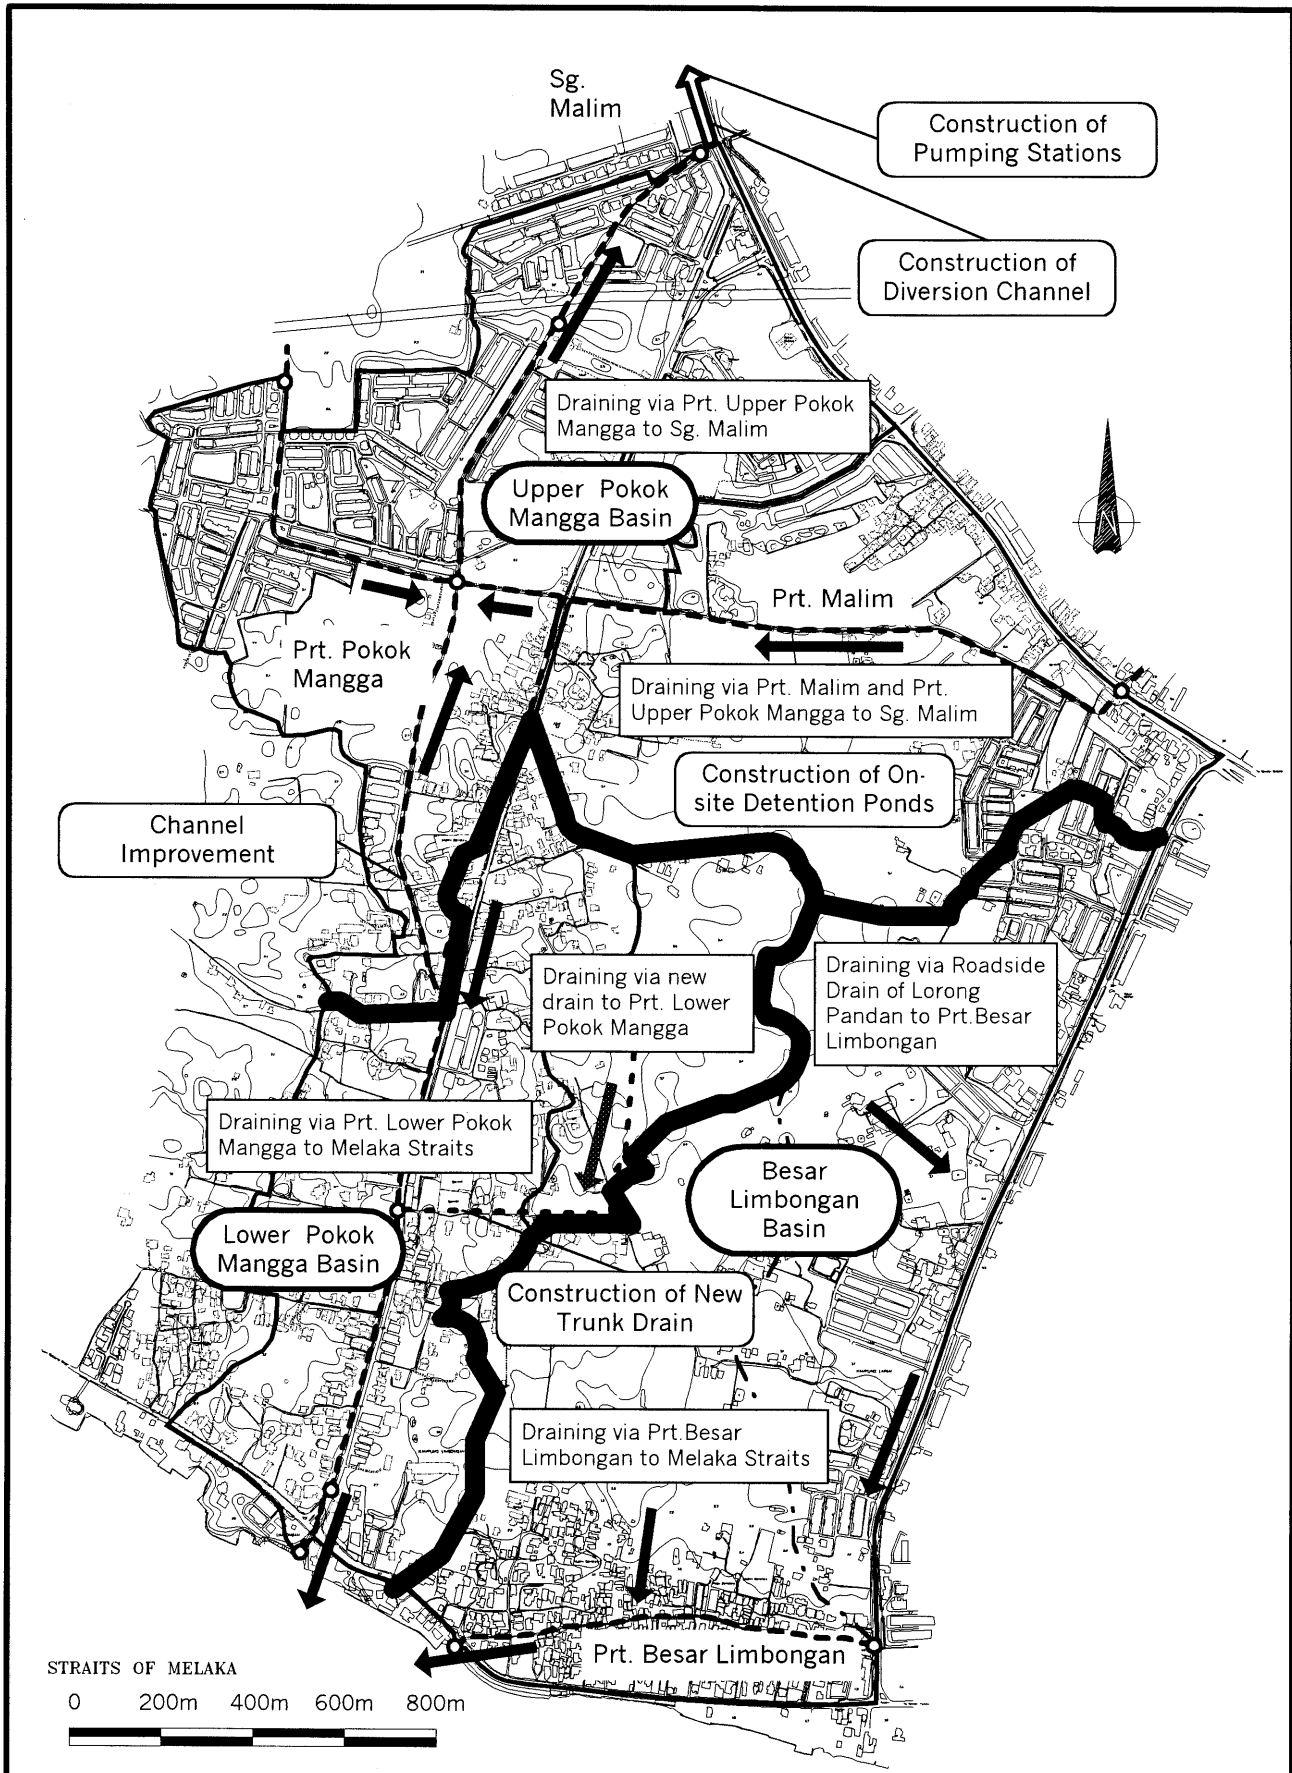 Sg.
Malim
Construction of
Pumping Stations
Construction of
Diversion Channel
Draining via Prt. Upper Pokok
Mangga to Sg. Malim
Upper Pokok
Mangga Basin
N
Prt. Malim
Prt. Pokok
Mangga
Draining via Prt. Malim and Prt.
Upper Pokok Mangga to Sg. Malim
Construction of On-
site Detention Ponds
Channel
Improvement
Draining via new
drain to Prt. Lower
Pokok Mangga
Draining via Roadside
Drain of Lorong
Pandan to Prt.Besar
Limbongan
Draining via Prt. Lower Pokok
Mangga to Melaka Straits
Besar
Limbongan
Basin
Lower Pokok
Mangga Basin
Construction of New
Trunk Drain
Draining via Prt.Besar
Limbongan to Melaka Straits
Prt. Besar Limbongan
STRAITS OF MELAKA
0 200m 400m 600m 800m